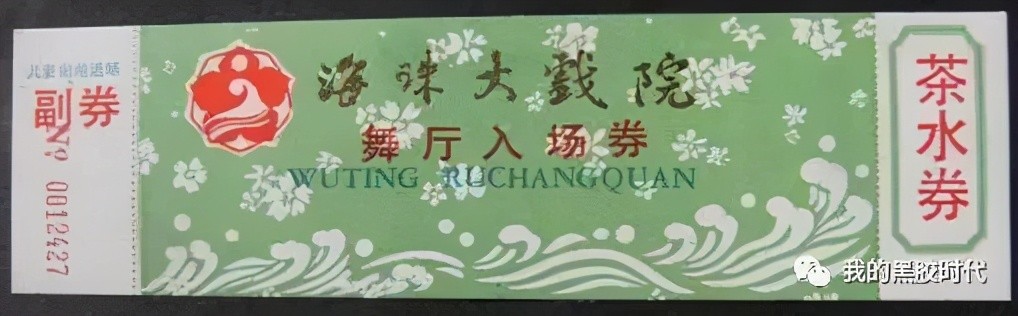 副券
Nº 0012427
海珠大戏院
舞厅入场券
WUTING RUCHANGQUAN
茶水券
我的黑胶时代